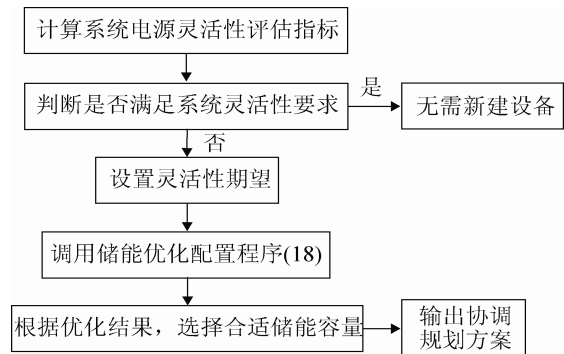 计算系统电源灵活性评估指标
判断是否满足系统灵活性要求
是
无需新建设备
否
设置灵活性期望
调用储能优化配置程序(18)
根据优化结果，选择合适储能容量
输出协调
规划方案